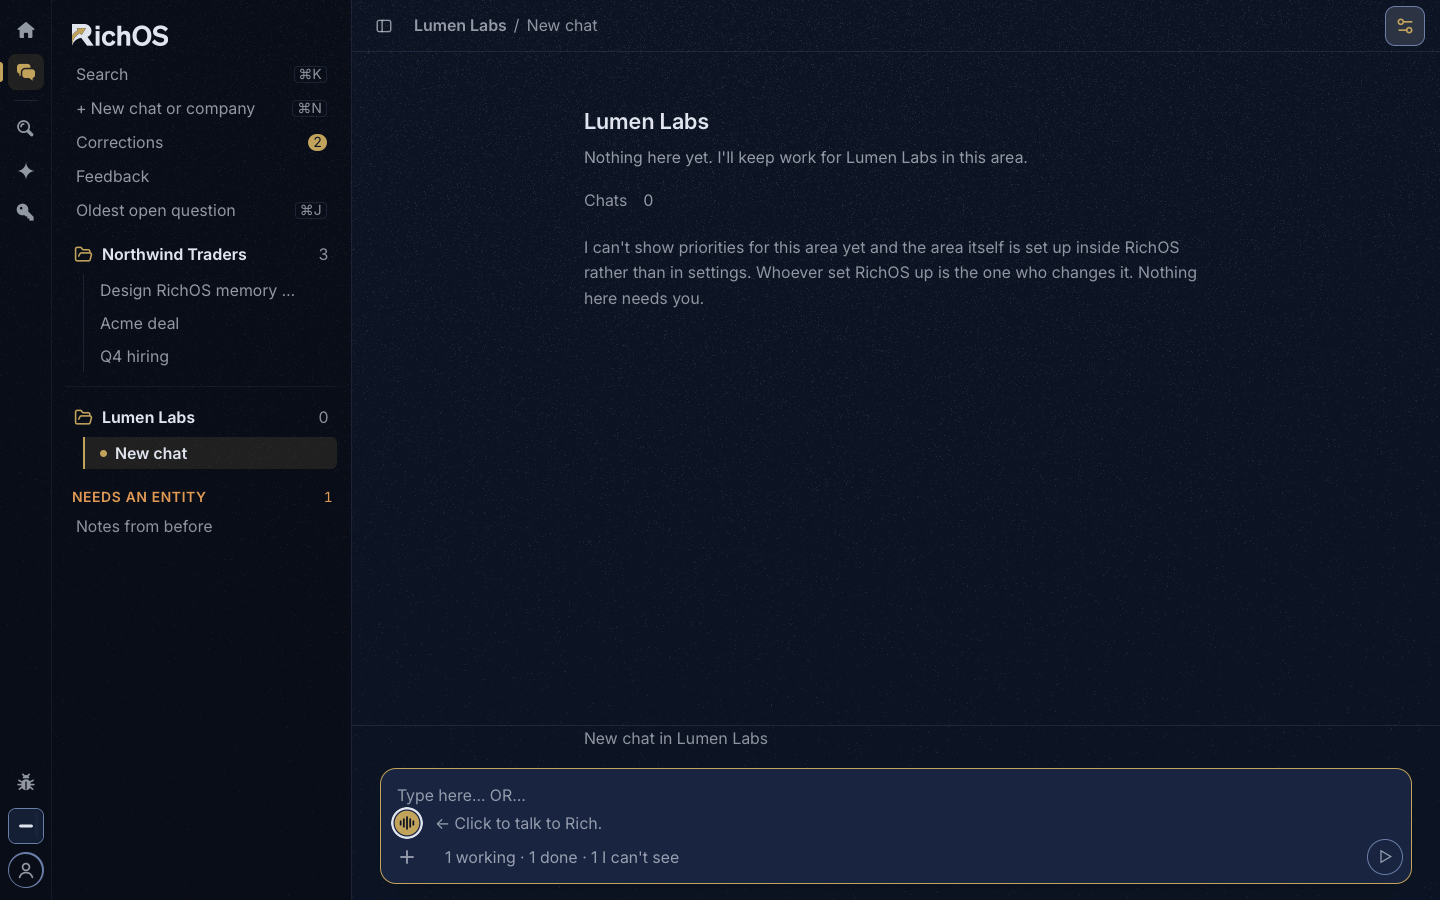 RichOS
Search ⌘K
+ New chat or company ⌘N
Corrections 2
Feedback
Oldest open question ⌘J
Northwind Traders 3
Design RichOS memory ...
Acme deal
Q4 hiring
Lumen Labs 0
New chat
NEEDS AN ENTITY 1
Notes from before
Lumen Labs / New chat
Lumen Labs
Nothing here yet. I'll keep work for Lumen Labs in this area.
Chats 0
I can't show priorities for this area yet and the area itself is set up inside RichOS
rather than in settings. Whoever set RichOS up is the one who changes it. Nothing
here needs you.
New chat in Lumen Labs
Type here... OR...
← Click to talk to Rich.
1 working · 1 done · 1 I can't see